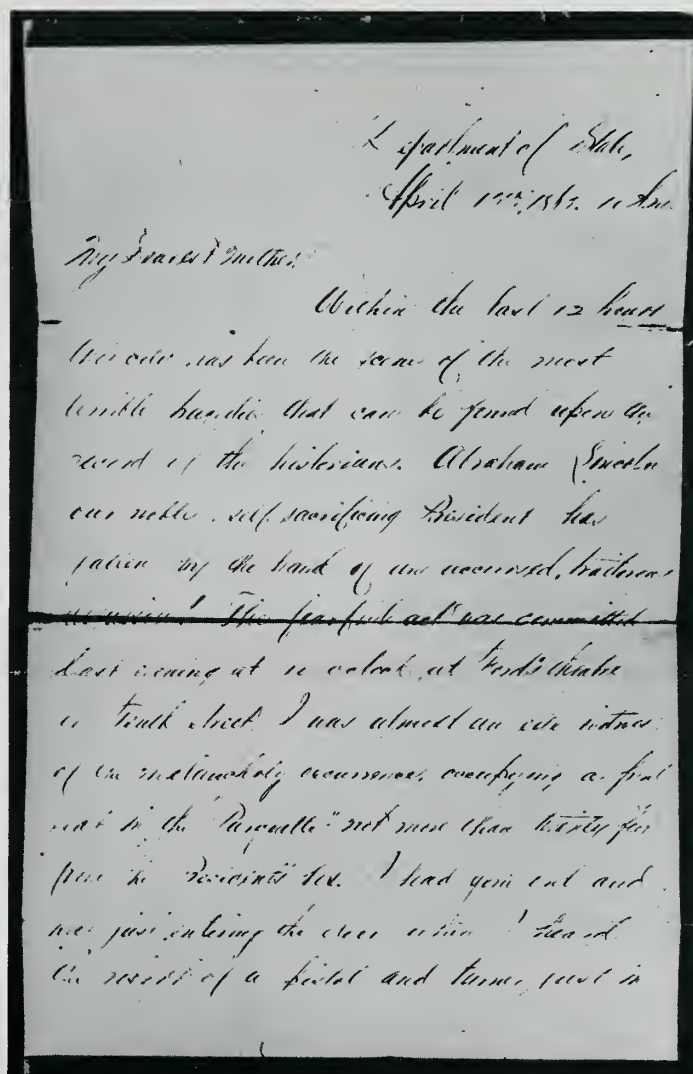 Department of State,
April 1865. 10 A.m.
My Dearest Mother.
Within the last 12 hours
this city has been the scene of the most
terrible tragedies that can be found upon the
record of the historians. Abraham Lincoln
our noble, self sacrificing President has
fallen by the hand of an accursed, traitorous
assassin! The fearful act was committed
last evening at 10 oclock at Ford's theatre
on Tenth street. I was almost an eye witness
of the melancholy occurrence, occupying a front
seat in the "Parquette" not more than twenty feet
from the President's box. I had gone out and
was just entering the door when I heard
the report of a pistol and turned just in